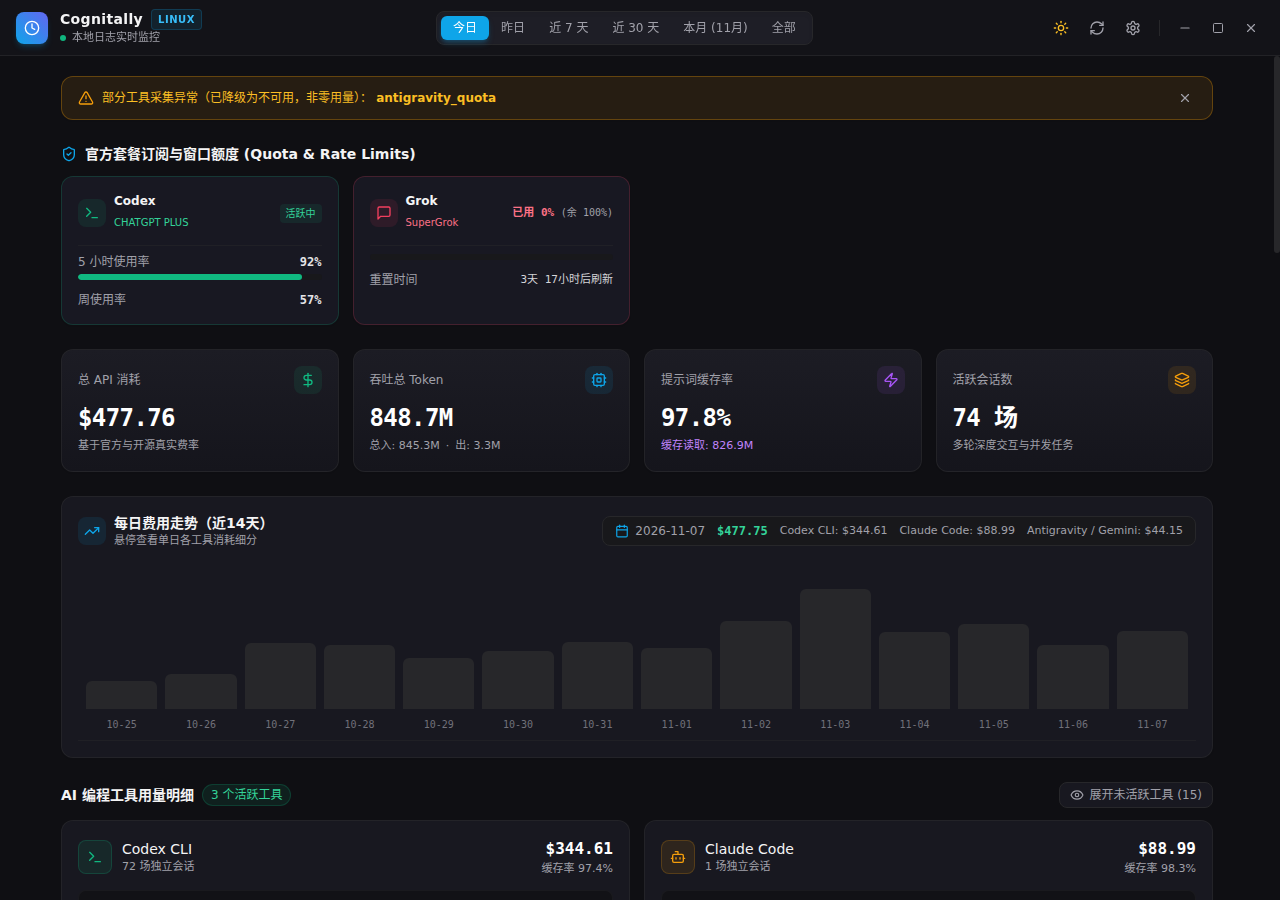 Cognitally LINUX
本地日志实时监控
今日 昨日 近 7 天 近 30 天 本月 (11月) 全部
部分工具采集异常（已降级为不可用，非零用量）： antigravity_quota
官方套餐订阅与窗口额度 (Quota & Rate Limits)
Codex
CHATGPT PLUS
活跃中
5 小时使用率 92%
周使用率 57%
Grok
SuperGrok
已用 0% (余 100%)
重置时间 3天 17小时后刷新
总 API 消耗
$477.76
基于官方与开源真实费率
吞吐总 Token
848.7M
总入: 845.3M · 出: 3.3M
提示词缓存率
97.8%
缓存读取: 826.9M
活跃会话数
74 场
多轮深度交互与并发任务
每日费用走势（近14天）
悬停查看单日各工具消耗细分
2026-11-07 $477.75 Codex CLI: $344.61 Claude Code: $88.99 Antigravity / Gemini: $44.15
10-25 10-26 10-27 10-28 10-29 10-30 10-31 11-01 11-02 11-03 11-04 11-05 11-06 11-07
AI 编程工具用量明细 3 个活跃工具
展开未活跃工具 (15)
Codex CLI
72 场独立会话
$344.61
缓存率 97.4%
Claude Code
1 场独立会话
$88.99
缓存率 98.3%